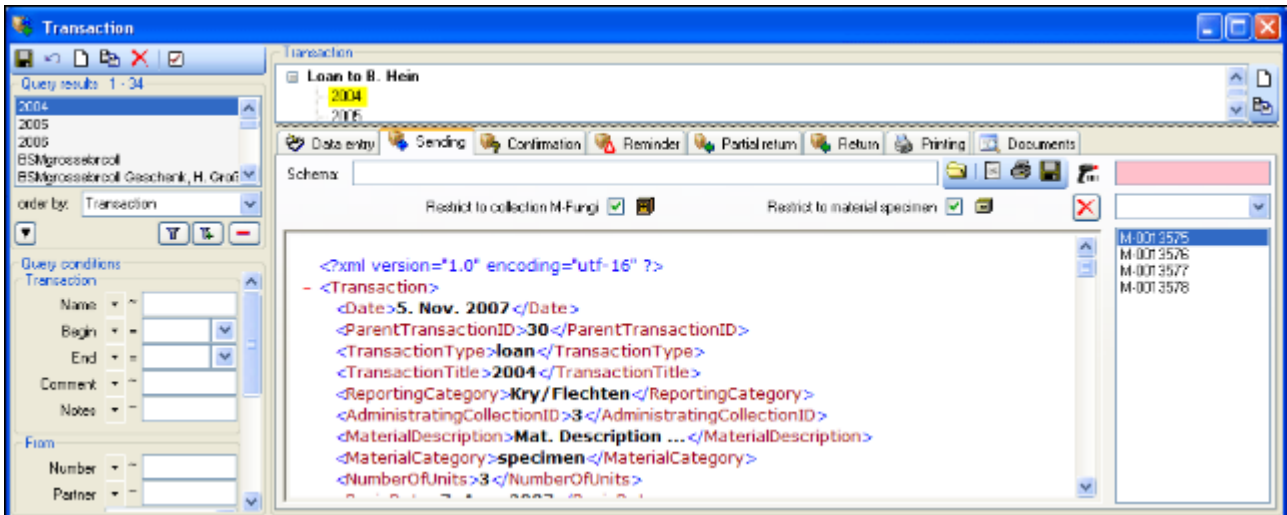 Transaction
Query results 1 - 34
2004
2005
2006
BSMgrossebrcoll
BSMgrossebrcoll Geschenk, H. Groß
order by: Transaction
Query conditions
Transaction
Name ~
Begin =
End =
Comment ~
Notes ~
From
Number ~
Partner ~
Transaction
Loan to B. Hein
2004
2005
Data entry Sending Confirmation Reminder Partial return Return Printing Documents
Schema:
Restrict to collection M-Fungi Restrict to material specimen
<?xml version="1.0" encoding="utf-16" ?>
- <Transaction>
<Date>5. Nov. 2007</Date>
<ParentTransactionID>30</ParentTransactionID>
<TransactionType>loan</TransactionType>
<TransactionTitle>2004</TransactionTitle>
<ReportingCategory>Kry/Flechten</ReportingCategory>
<AdministratingCollectionID>3</AdministratingCollectionID>
<MaterialDescription>Mat. Description ...</MaterialDescription>
<MaterialCategory>specimen</MaterialCategory>
<NumberOfUnits>3</NumberOfUnits>
M-0013575
M-0013576
M-0013577
M-0013578